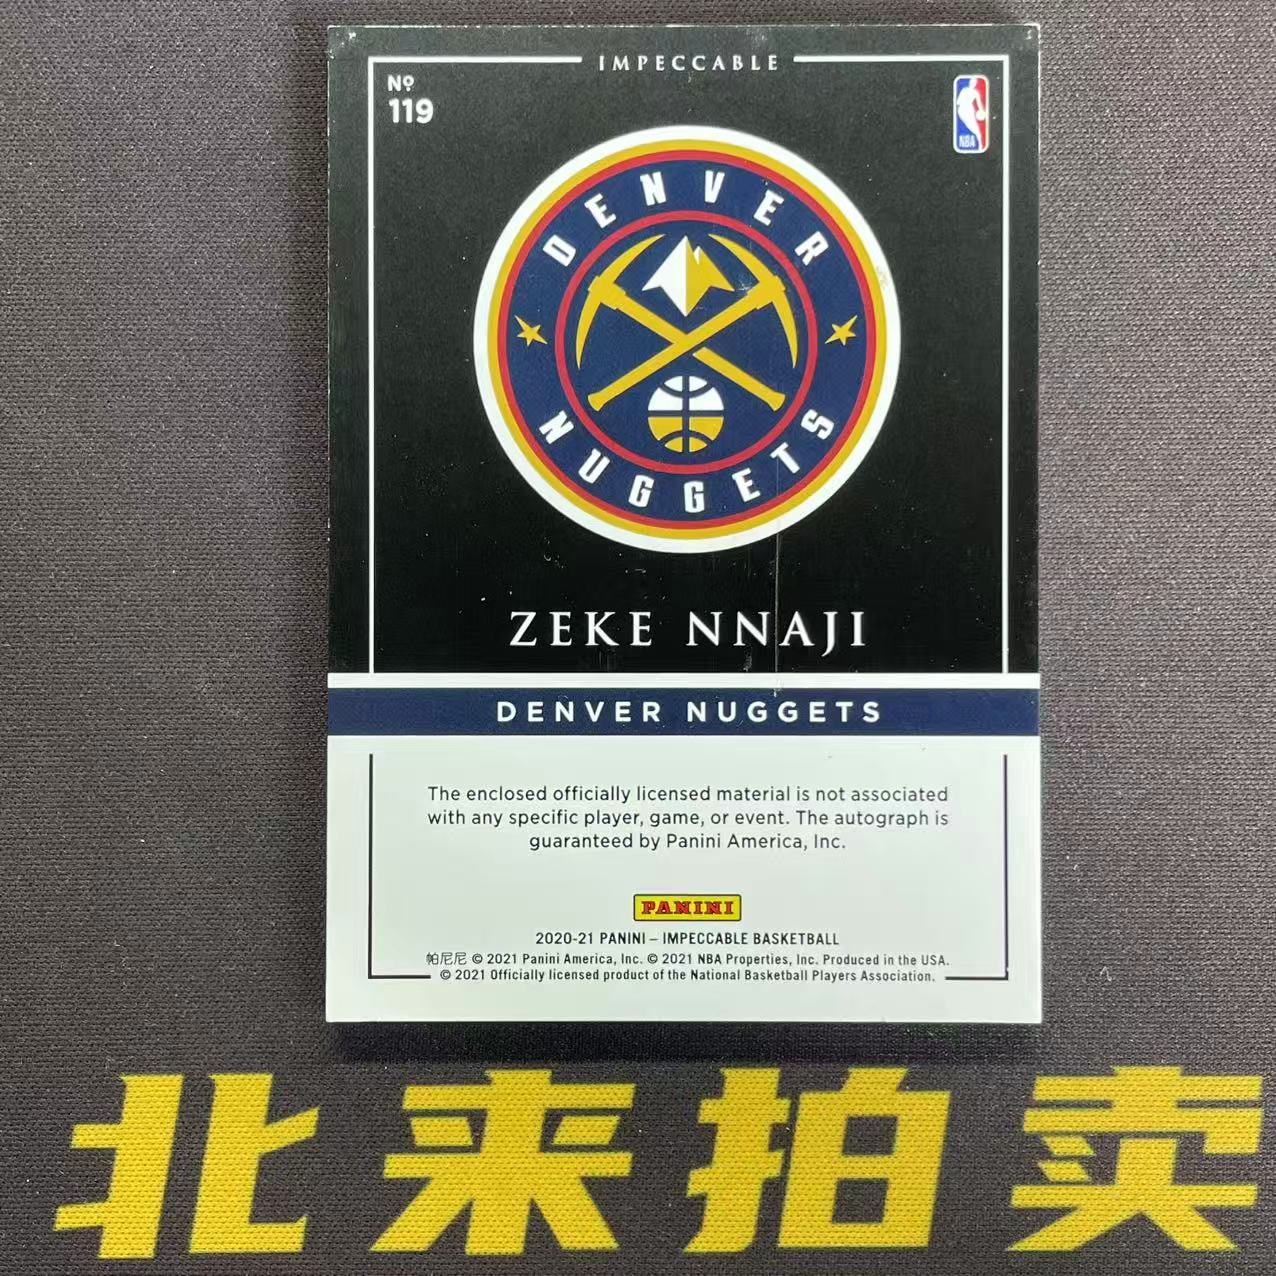 IMPECCABLE
Nº
119
NBA
DENVER
NUGGETS
ZEKE NNAJI
DENVER NUGGETS
The enclosed officially licensed material is not associated
with any specific player, game, or event. The autograph is
guaranteed by Panini America, Inc.
PANINI
2020-21 PANINI – IMPECCABLE BASKETBALL
帕尼尼 © 2021 Panini America, Inc. © 2021 NBA Properties, Inc. Produced in the USA.
© 2021 Officially licensed product of the National Basketball Players Association.
北来拍卖